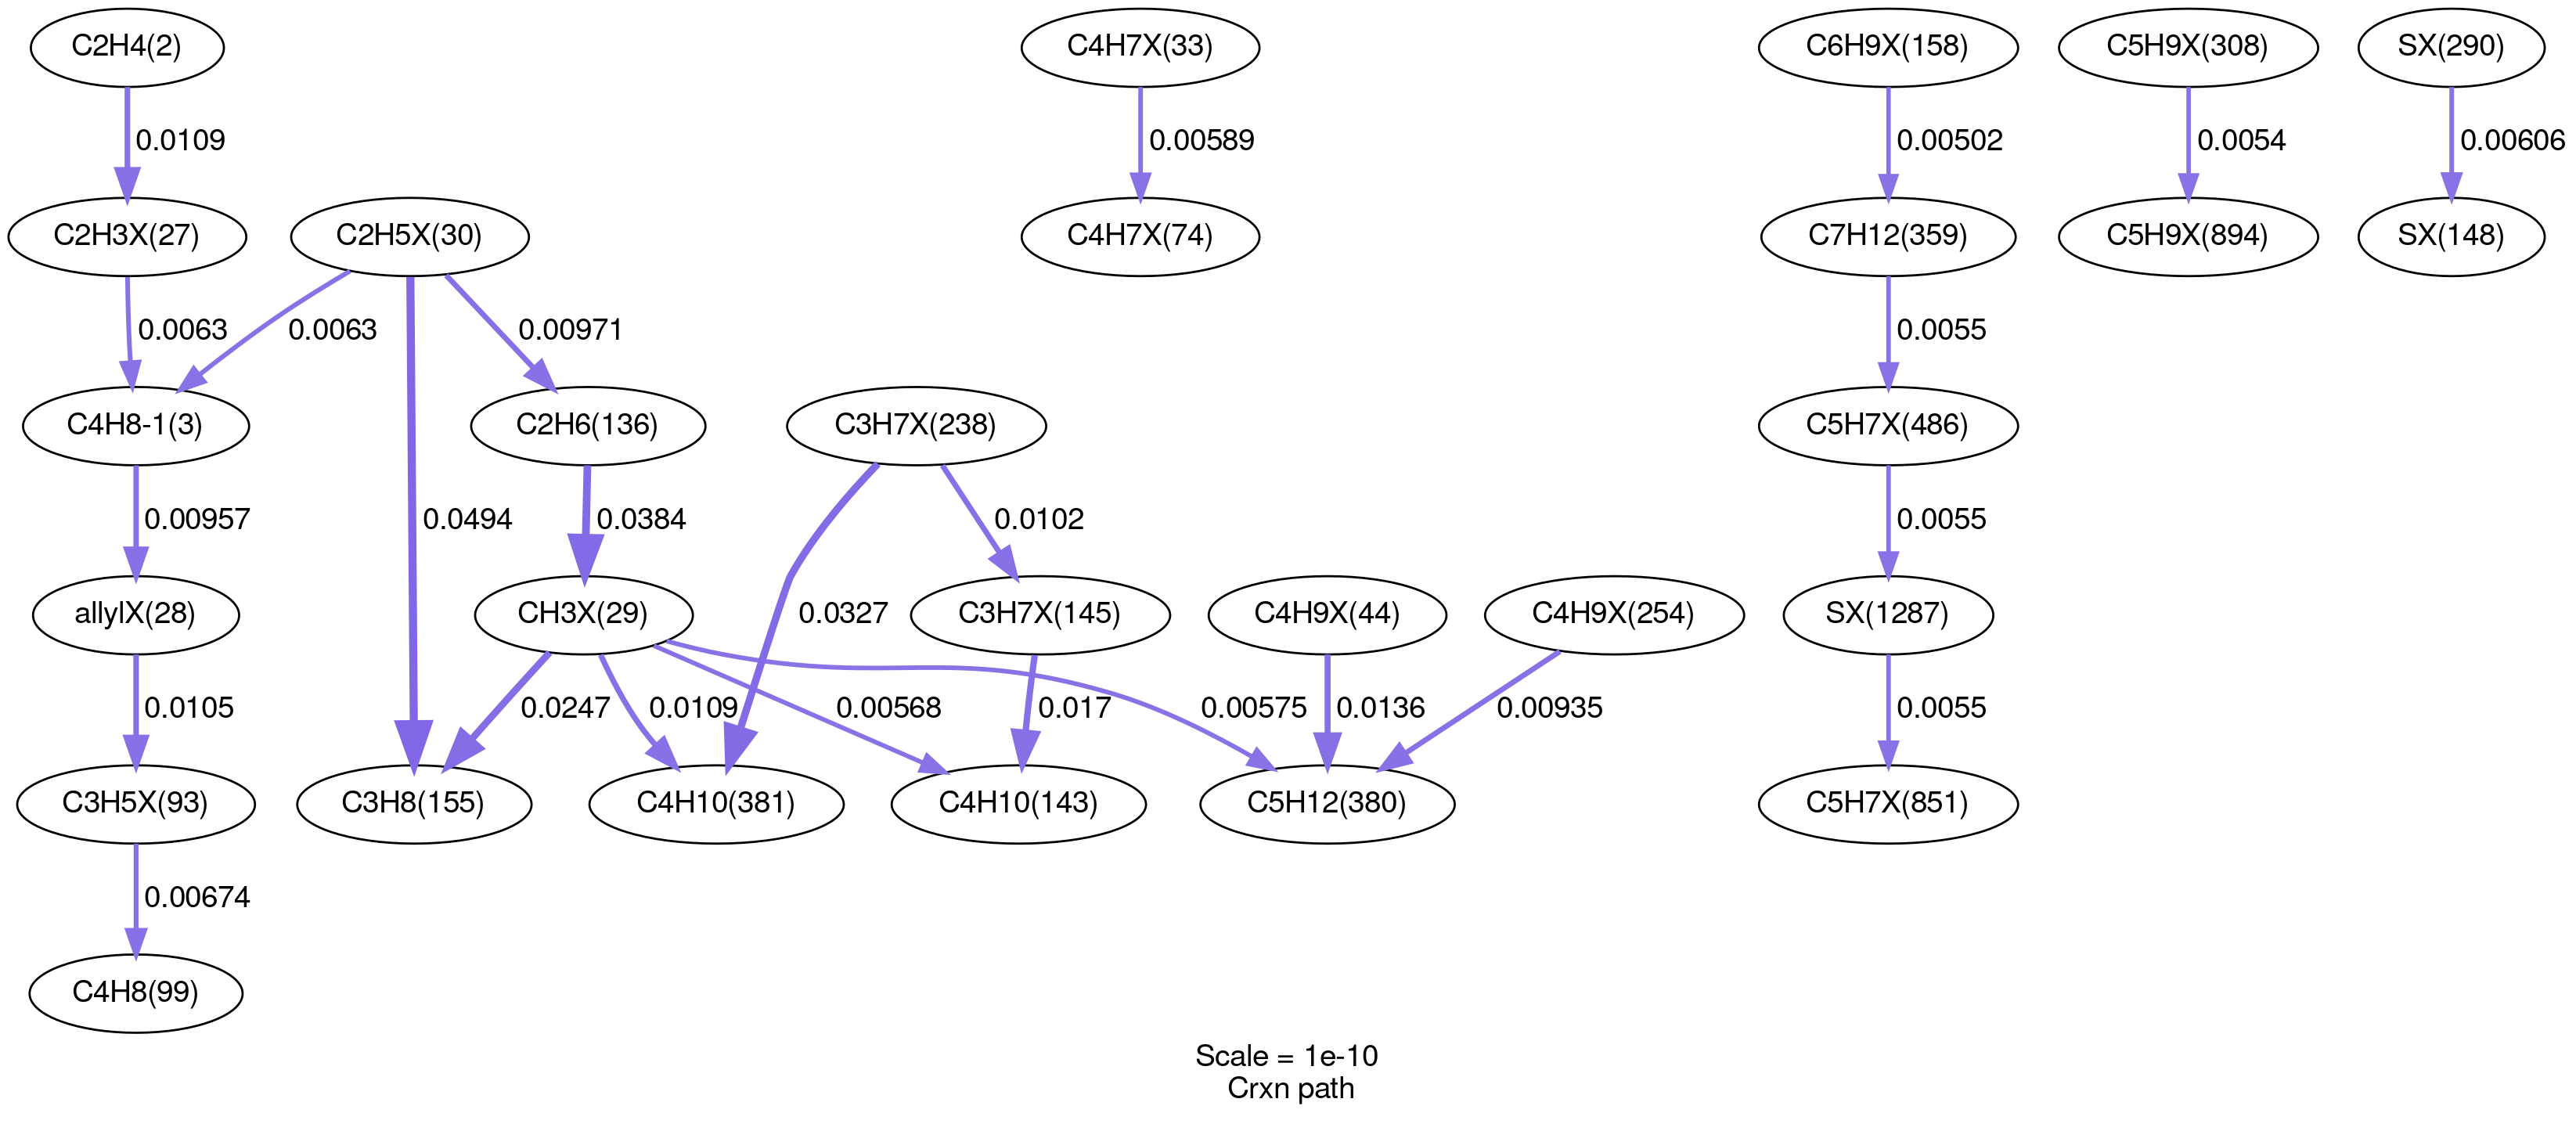 C2H4(2)
C4H7X(33)
C6H9X(158)
C5H9X(308)
SX(290)
0.0109
0.00589
0.00502
0.0054
0.00606
C2H3X(27)
C2H5X(30)
C4H7X(74)
C7H12(359)
C5H9X(894)
SX(148)
0.0063
0.0063
0.00971
0.0055
C4H8-1(3)
C2H6(136)
C3H7X(238)
C5H7X(486)
0.00957
0.0494
0.0384
0.0102
0.0055
allylX(28)
CH3X(29)
0.0327
C3H7X(145)
C4H9X(44)
C4H9X(254)
SX(1287)
0.0105
0.0247
0.0109
0.00568
0.017
0.00575
0.0136
0.00935
0.0055
C3H5X(93)
C3H8(155)
C4H10(381)
C4H10(143)
C5H12(380)
C5H7X(851)
0.00674
C4H8(99)
Scale = 1e-10
Crxn path